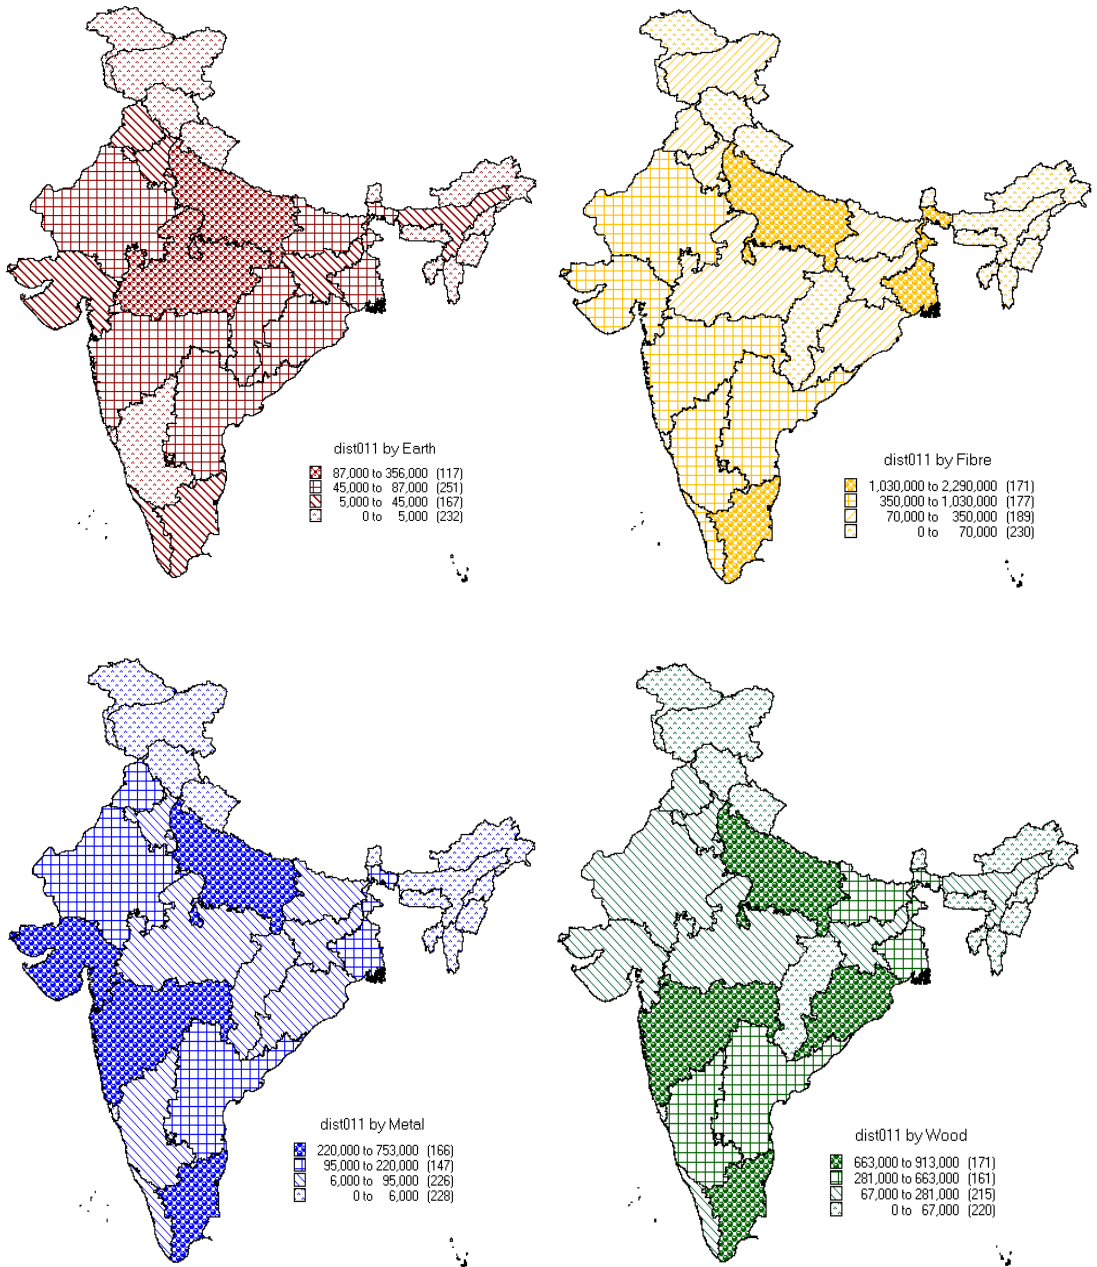 dist011 by Earth
87,000 to 356,000 (117)
45,000 to 87,000 (251)
5,000 to 45,000 (167)
0 to 5,000 (232)
dist011 by Fibre
1,030,000 to 2,290,000 (171)
350,000 to 1,030,000 (177)
70,000 to 350,000 (189)
0 to 70,000 (230)
dist011 by Metal
220,000 to 753,000 (166)
95,000 to 220,000 (147)
6,000 to 95,000 (226)
0 to 6,000 (228)
dist011 by Wood
663,000 to 913,000 (171)
281,000 to 663,000 (161)
67,000 to 281,000 (215)
0 to 67,000 (220)